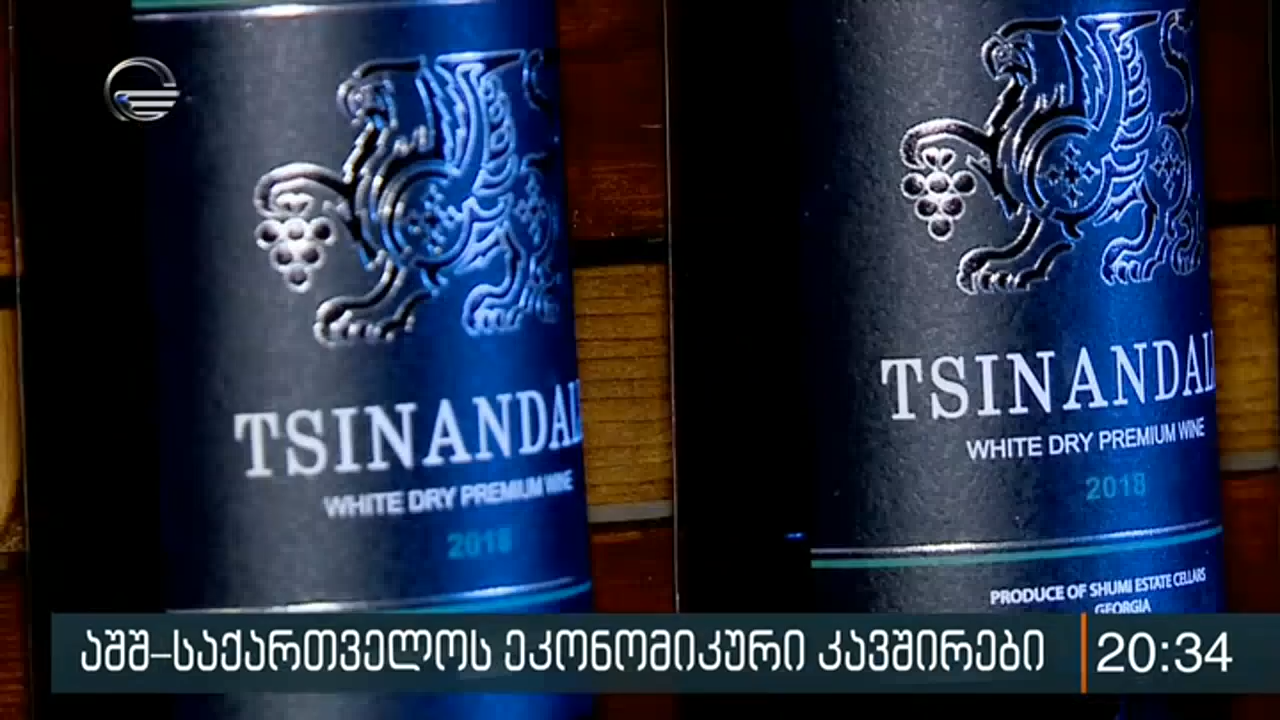 TSINANDALI
WHITE DRY PREMIUM WINE
2018
TSINANDAL
WHITE DRY PREMIUM WINE
2018
PRODUCE OF SHUMI ESTATE CELLARS
GEORGIA
აშშ–საქართველოს ეკონომიკური კავშირები
20:34